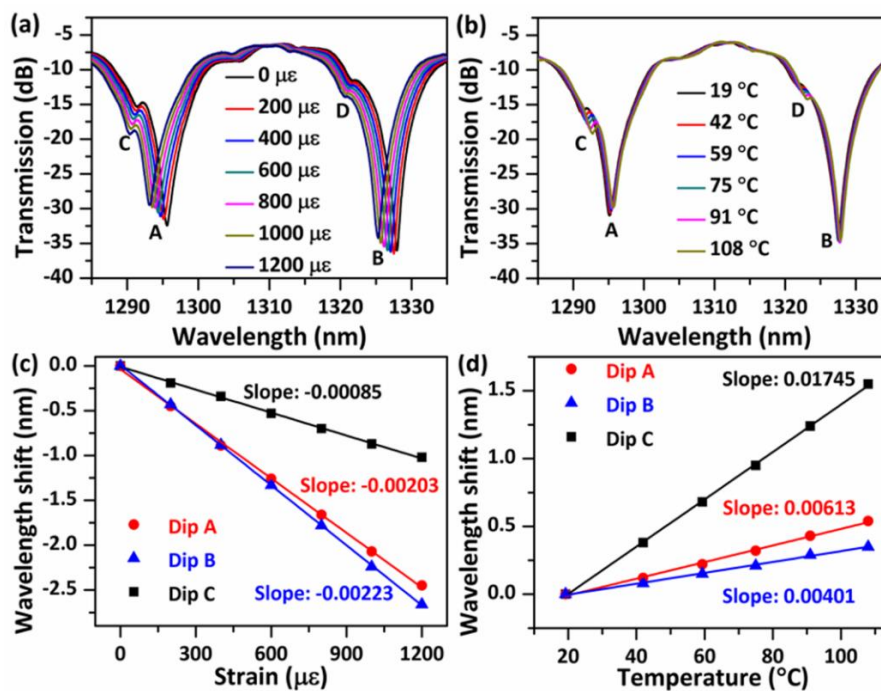 (a)
-5
-10
-15
-20
-25
-30
-35
-40
Transmission (dB)
0 με
200 με
400 με
600 με
800 με
1000 με
1200 με
C
A
D
B
1290 1300 1310 1320 1330
Wavelength (nm)
(b)
-5
-10
-15
-20
-25
-30
-35
-40
Transmission (dB)
19 °C
42 °C
59 °C
75 °C
91 °C
108 °C
C
A
D
B
1290 1300 1310 1320 1330
Wavelength (nm)
(c)
0.0
-0.5
-1.0
-1.5
-2.0
-2.5
Wavelength shift (nm)
Slope: -0.00085
Slope: -0.00203
Dip A
Dip B
Dip C
Slope: -0.00223
0 300 600 900 1200
Strain (με)
(d)
1.5
1.0
0.5
0.0
Wavelength shift (nm)
Dip A
Dip B
Dip C
Slope: 0.01745
Slope: 0.00613
Slope: 0.00401
20 40 60 80 100
Temperature (°C)